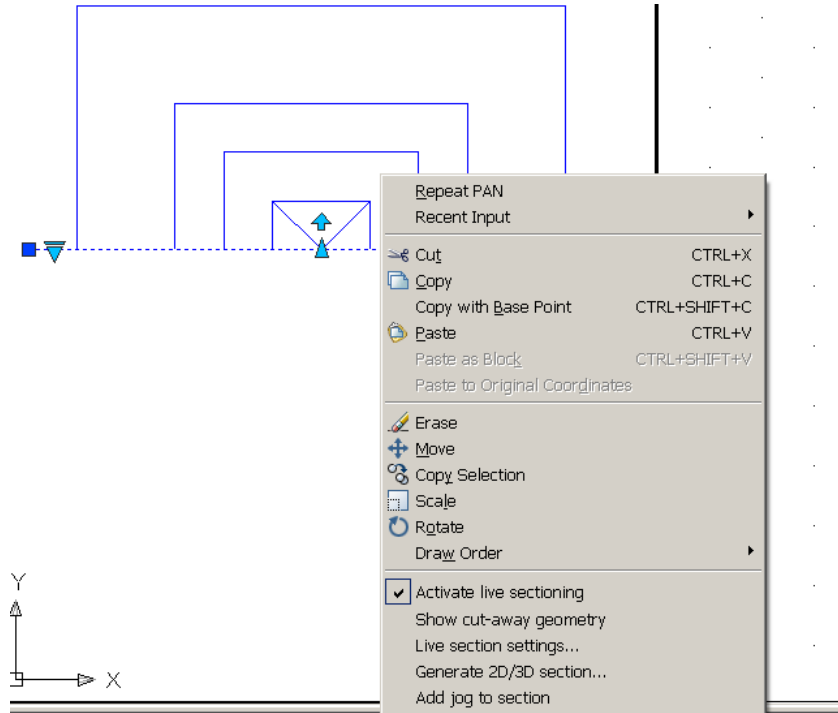 Repeat PAN
Recent Input
Cut CTRL+X
Copy CTRL+C
Copy with Base Point CTRL+SHIFT+C
Paste CTRL+V
Paste as Block CTRL+SHIFT+V
Paste to Original Coordinates
Erase
Move
Copy Selection
Scale
Rotate
Draw Order
Y
Activate live sectioning
Show cut-away geometry
Live section settings...
Generate 2D/3D section...
X
Add jog to section